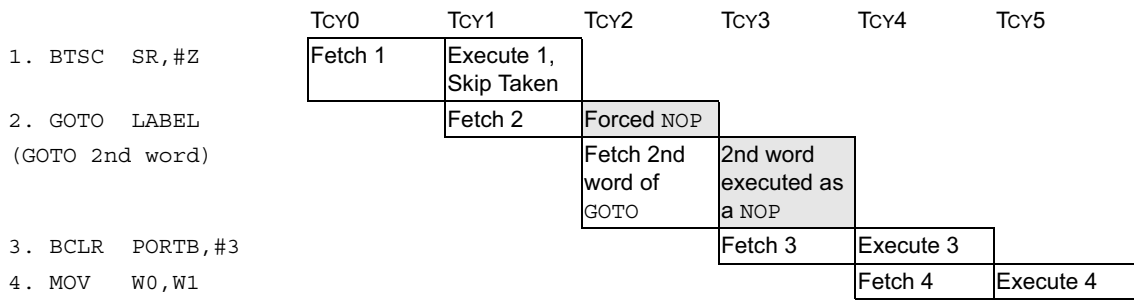 TCY0 TCY1 TCY2 TCY3 TCY4 TCY5
1. BTSC SR,#Z Fetch 1 Execute 1,
Skip Taken
2. GOTO LABEL Fetch 2 Forced NOP
(GOTO 2nd word) Fetch 2nd 2nd word
word of executed as
GOTO a NOP
3. BCLR PORTB,#3 Fetch 3 Execute 3
4. MOV W0,W1 Fetch 4 Execute 4